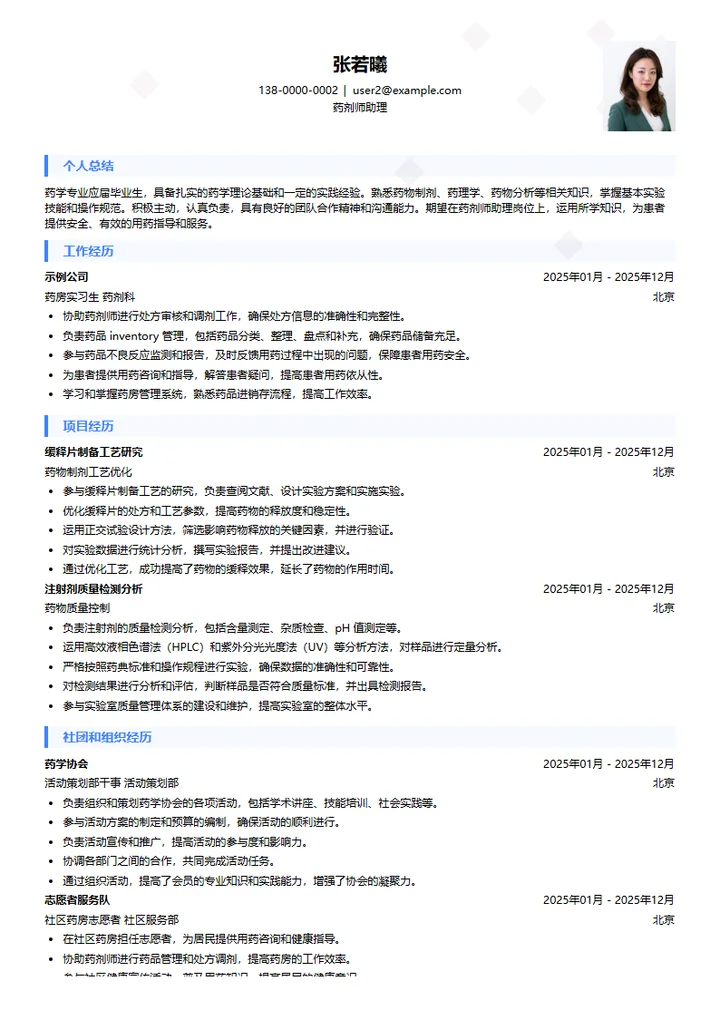 张若曦
138-0000-0002 | user2@example.com
药剂师助理
个人总结
药学专业应届毕业生，具备扎实的药学理论基础和一定的实践经验。熟悉药物制剂、药理学、药物分析等相关知识，掌握基本实验
技能和操作规范。积极主动，认真负责，具有良好的团队合作精神和沟通能力。期望在药剂师助理岗位上，运用所学知识，为患者
提供安全、有效的用药指导和服务。
工作经历
示例公司 2025年01月 - 2025年12月
药房实习生 药剂科 北京
• 协助药剂师进行处方审核和调剂工作，确保处方信息的准确性和完整性。
• 负责药品 inventory 管理，包括药品分类、整理、盘点和补充，确保药品储备充足。
• 参与药品不良反应监测和报告，及时反馈用药过程中出现的问题，保障患者用药安全。
• 为患者提供用药咨询和指导，解答患者疑问，提高患者用药依从性。
• 学习和掌握药房管理系统，熟悉药品进销存流程，提高工作效率。
项目经历
缓释片制备工艺研究 2025年01月 - 2025年12月
药物制剂工艺优化 北京
• 参与缓释片制备工艺的研究，负责查阅文献、设计实验方案和实施实验。
• 优化缓释片的处方和工艺参数，提高药物的释放度和稳定性。
• 运用正交试验设计方法，筛选影响药物释放的关键因素，并进行验证。
• 对实验数据进行统计分析，撰写实验报告，并提出改进建议。
• 通过优化工艺，成功提高了药物的缓释效果，延长了药物的作用时间。
注射剂质量检测分析 2025年01月 - 2025年12月
药物质量控制 北京
• 负责注射剂的质量检测分析，包括含量测定、杂质检查、pH 值测定等。
• 运用高效液相色谱法（HPLC）和紫外分光光度法（UV）等分析方法，对样品进行定量分析。
• 严格按照药典标准和操作规程进行实验，确保数据的准确性和可靠性。
• 对检测结果进行分析和评估，判断样品是否符合质量标准，并出具检测报告。
• 参与实验室质量管理体系的建设和维护，提高实验室的整体水平。
社团和组织经历
药学协会 2025年01月 - 2025年12月
活动策划部干事 活动策划部 北京
• 负责组织和策划药学协会的各项活动，包括学术讲座、技能培训、社会实践等。
• 参与活动方案的制定和预算的编制，确保活动的顺利进行。
• 负责活动宣传和推广，提高活动的参与度和影响力。
• 协调各部门之间的合作，共同完成活动任务。
• 通过组织活动，提高了会员的专业知识和实践能力，增强了协会的凝聚力。
志愿者服务队 2025年01月 - 2025年12月
社区药房志愿者 社区服务部 北京
• 在社区药房担任志愿者，为居民提供用药咨询和健康指导。
• 协助药剂师进行药品管理和处方调剂，提高药房的工作效率。